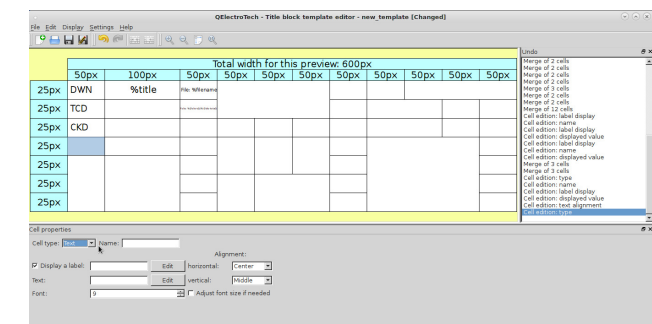 QElectroTech - Title block template editor - new_template [Changed]
File Edit Display Settings Help
Undo
Total width for this preview: 600px
50px 100px 50px 50px 50px 50px 50px 50px 50px 50px 50px
25px DWN %title File: %filename
25px TCD
25px CKD
25px
25px
25px
25px
Merge of 2 cells
Merge of 2 cells
Merge of 2 cells
Merge of 2 cells
Merge of 3 cells
Merge of 2 cells
Merge of 2 cells
Merge of 12 cells
Cell edition: label display
Cell edition: name
Cell edition: label display
Cell edition: displayed value
Cell edition: label display
Cell edition: name
Cell edition: displayed value
Merge of 3 cells
Merge of 3 cells
Cell edition: type
Cell edition: name
Cell edition: label display
Cell edition: displayed value
Cell edition: text alignment
Cell edition: type
Cell properties
Cell type: Text Name:
Alignment:
Display a label: Edit horizontal: Center
Text: Edit vertical: Middle
Font: 9 Adjust font size if needed